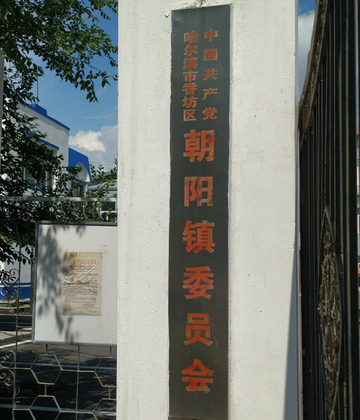 中国共产党
哈尔滨市香坊区
朝阳镇委员会